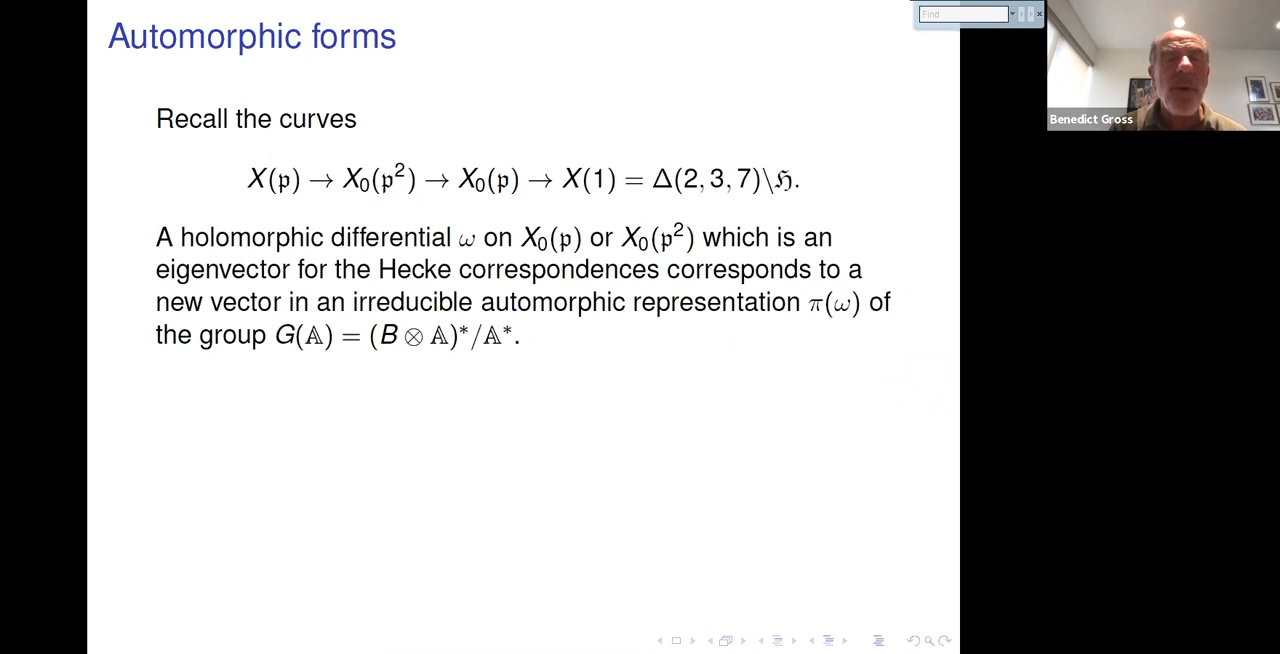 Automorphic forms
Find
Benedict Gross
Recall the curves
X(𝔭) → X₀(𝔭²) → X₀(𝔭) → X(1) = Δ(2, 3, 7)\ℌ.
A holomorphic differential ω on X₀(𝔭) or X₀(𝔭²) which is an
eigenvector for the Hecke correspondences corresponds to a
new vector in an irreducible automorphic representation π(ω) of
the group G(𝔸) = (B ⊗ 𝔸)*/𝔸*.